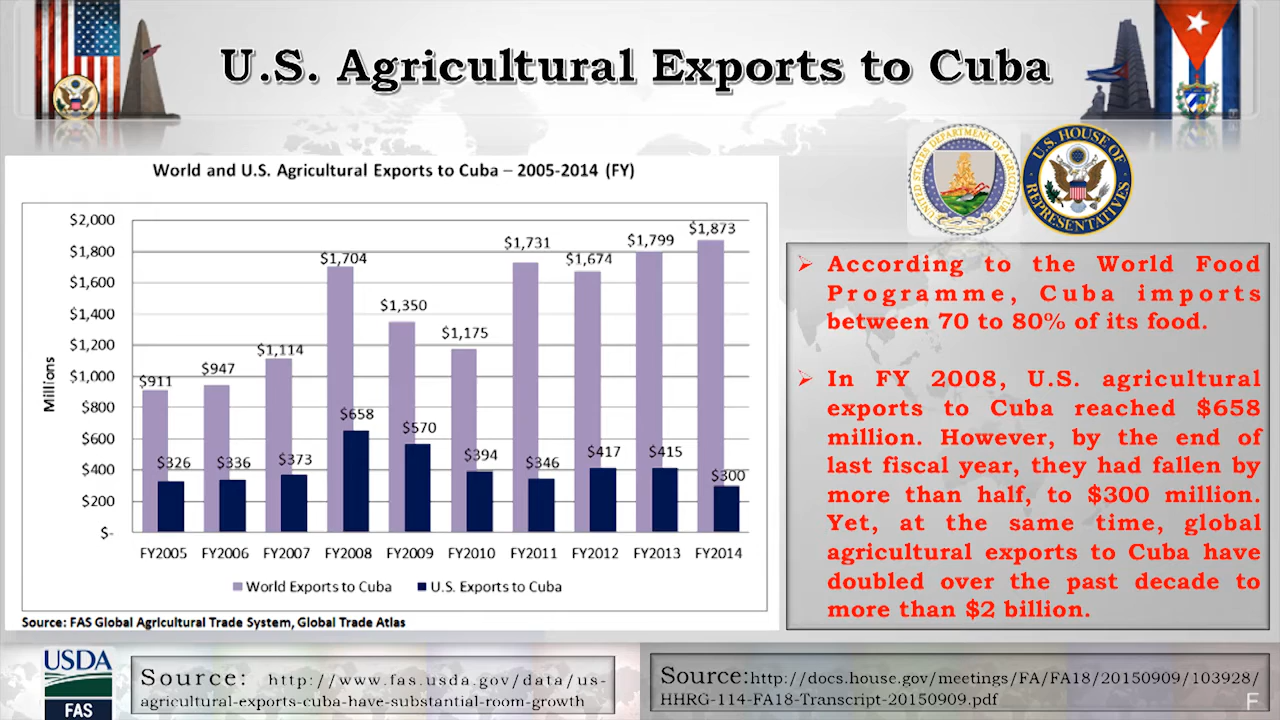 U.S. Agricultural Exports to Cuba
World and U.S. Agricultural Exports to Cuba – 2005-2014 (FY)
Millions
$2,000
$1,800
$1,600
$1,400
$1,200
$1,000
$800
$600
$400
$200
$-
$911
$947
$1,114
$1,704
$1,350
$1,175
$1,731
$1,674
$1,799
$1,873
$326
$336
$373
$658
$570
$394
$346
$417
$415
$300
FY2005 FY2006 FY2007 FY2008 FY2009 FY2010 FY2011 FY2012 FY2013 FY2014
World Exports to Cuba U.S. Exports to Cuba
Source: FAS Global Agricultural Trade System, Global Trade Atlas
UNITED STATES DEPARTMENT OF AGRICULTURE
U.S. HOUSE OF REPRESENTATIVES
According to the World Food
Programme, Cuba imports
between 70 to 80% of its food.
In FY 2008, U.S. agricultural
exports to Cuba reached $658
million. However, by the end of
last fiscal year, they had fallen by
more than half, to $300 million.
Yet, at the same time, global
agricultural exports to Cuba have
doubled over the past decade to
more than $2 billion.
USDA
FAS
Source: http://www.fas.usda.gov/data/us-
agricultural-exports-cuba-have-substantial-room-growth
Source:http://docs.house.gov/meetings/FA/FA18/20150909/103928/
HHRG-114-FA18-Transcript-20150909.pdf
F